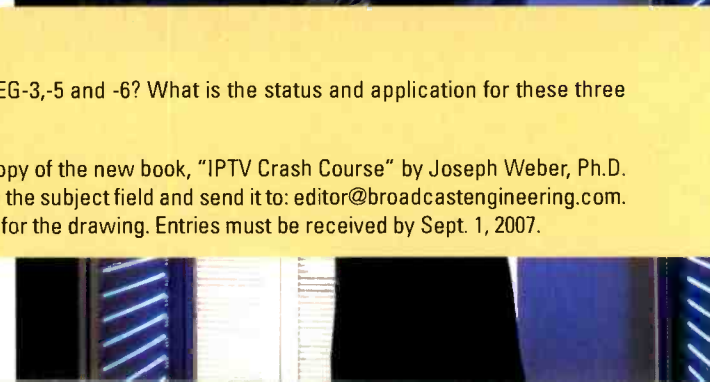 EG-3,-5 and -6? What is the status and application for these three
opy of the new book, "IPTV Crash Course" by Joseph Weber, Ph.D.
the subject field and send it to: editor@broadcastengineering.com.
for the drawing. Entries must be received by Sept. 1, 2007.